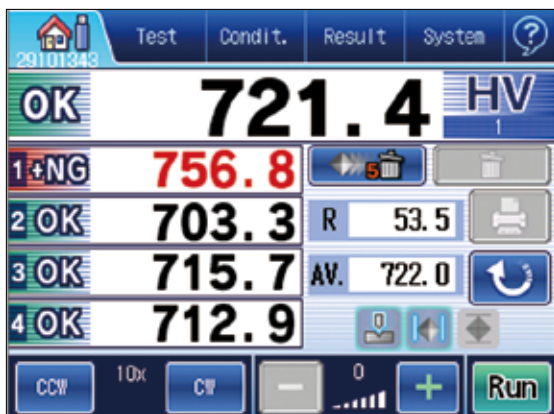 Test Condit. Result System ?
29101343
OK 721.4 HV
1
1 +NG 756.8 5
2 OK 703.3 R 53.5
3 OK 715.7 AV. 722.0
4 OK 712.9
CCW 10x CW − 0 + Run